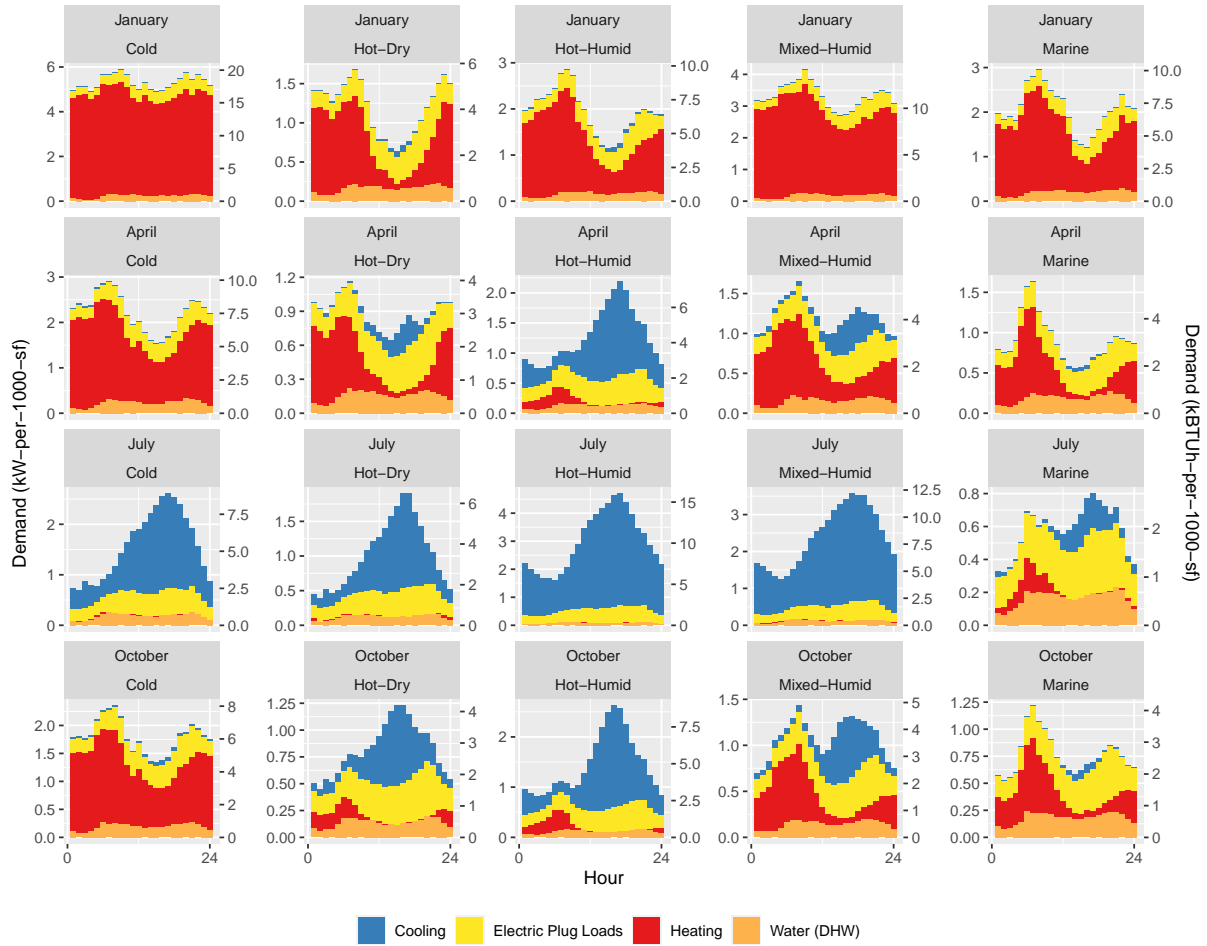 January January January January January
Cold Hot−Dry Hot−Humid Mixed−Humid Marine
6 4 2 0 20 15 10 5 0
1.5 1.0 0.5 0.0 6 4 2 0
3 2 1 0 10.0 7.5 5.0 2.5 0.0
4 3 2 1 0 10 5 0
3 2 1 0 10.0 7.5 5.0 2.5 0.0
April April April April April
Cold Hot−Dry Hot−Humid Mixed−Humid Marine
3 2 1 0 10.0 7.5 5.0 2.5 0.0
1.2 0.9 0.6 0.3 0.0 4 3 2 1 0
2.0 1.5 1.0 0.5 0.0 6 4 2 0
1.5 1.0 0.5 0.0 4 2 0
1.5 1.0 0.5 0.0 4 2 0
Demand (kW−per−1000−sf)
Demand (kBTUh−per−1000−sf)
July July July July July
Cold Hot−Dry Hot−Humid Mixed−Humid Marine
2 1 0 7.5 5.0 2.5 0.0
1.5 1.0 0.5 0.0 6 4 2 0
4 3 2 1 0 15 10 5 0
3 2 1 0 12.5 10.0 7.5 5.0 2.5 0.0
0.8 0.6 0.4 0.2 0.0 2 1 0
October October October October October
Cold Hot−Dry Hot−Humid Mixed−Humid Marine
2.0 1.5 1.0 0.5 0.0 8 6 4 2 0
1.25 1.00 0.75 0.50 0.25 0.00 4 3 2 1 0
2 1 0 7.5 5.0 2.5 0.0
1.5 1.0 0.5 0.0 5 4 3 2 1 0
1.25 1.00 0.75 0.50 0.25 0.00 4 3 2 1 0
0 24 0 24 0 24 0 24 0 24
Hour
Cooling Electric Plug Loads Heating Water (DHW)